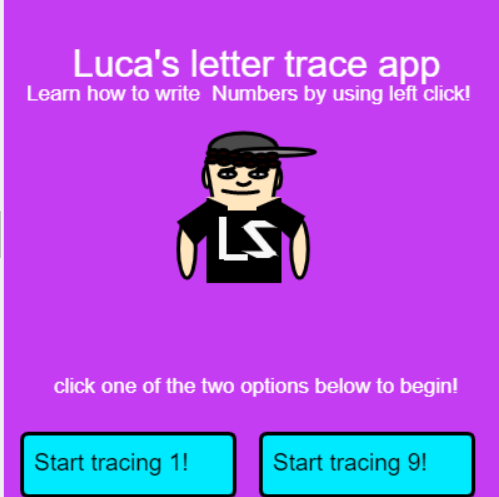 Luca's letter trace app
Learn how to write  Numbers by using left click!
LS
click one of the two options below to begin!
Start tracing 1!
Start tracing 9!